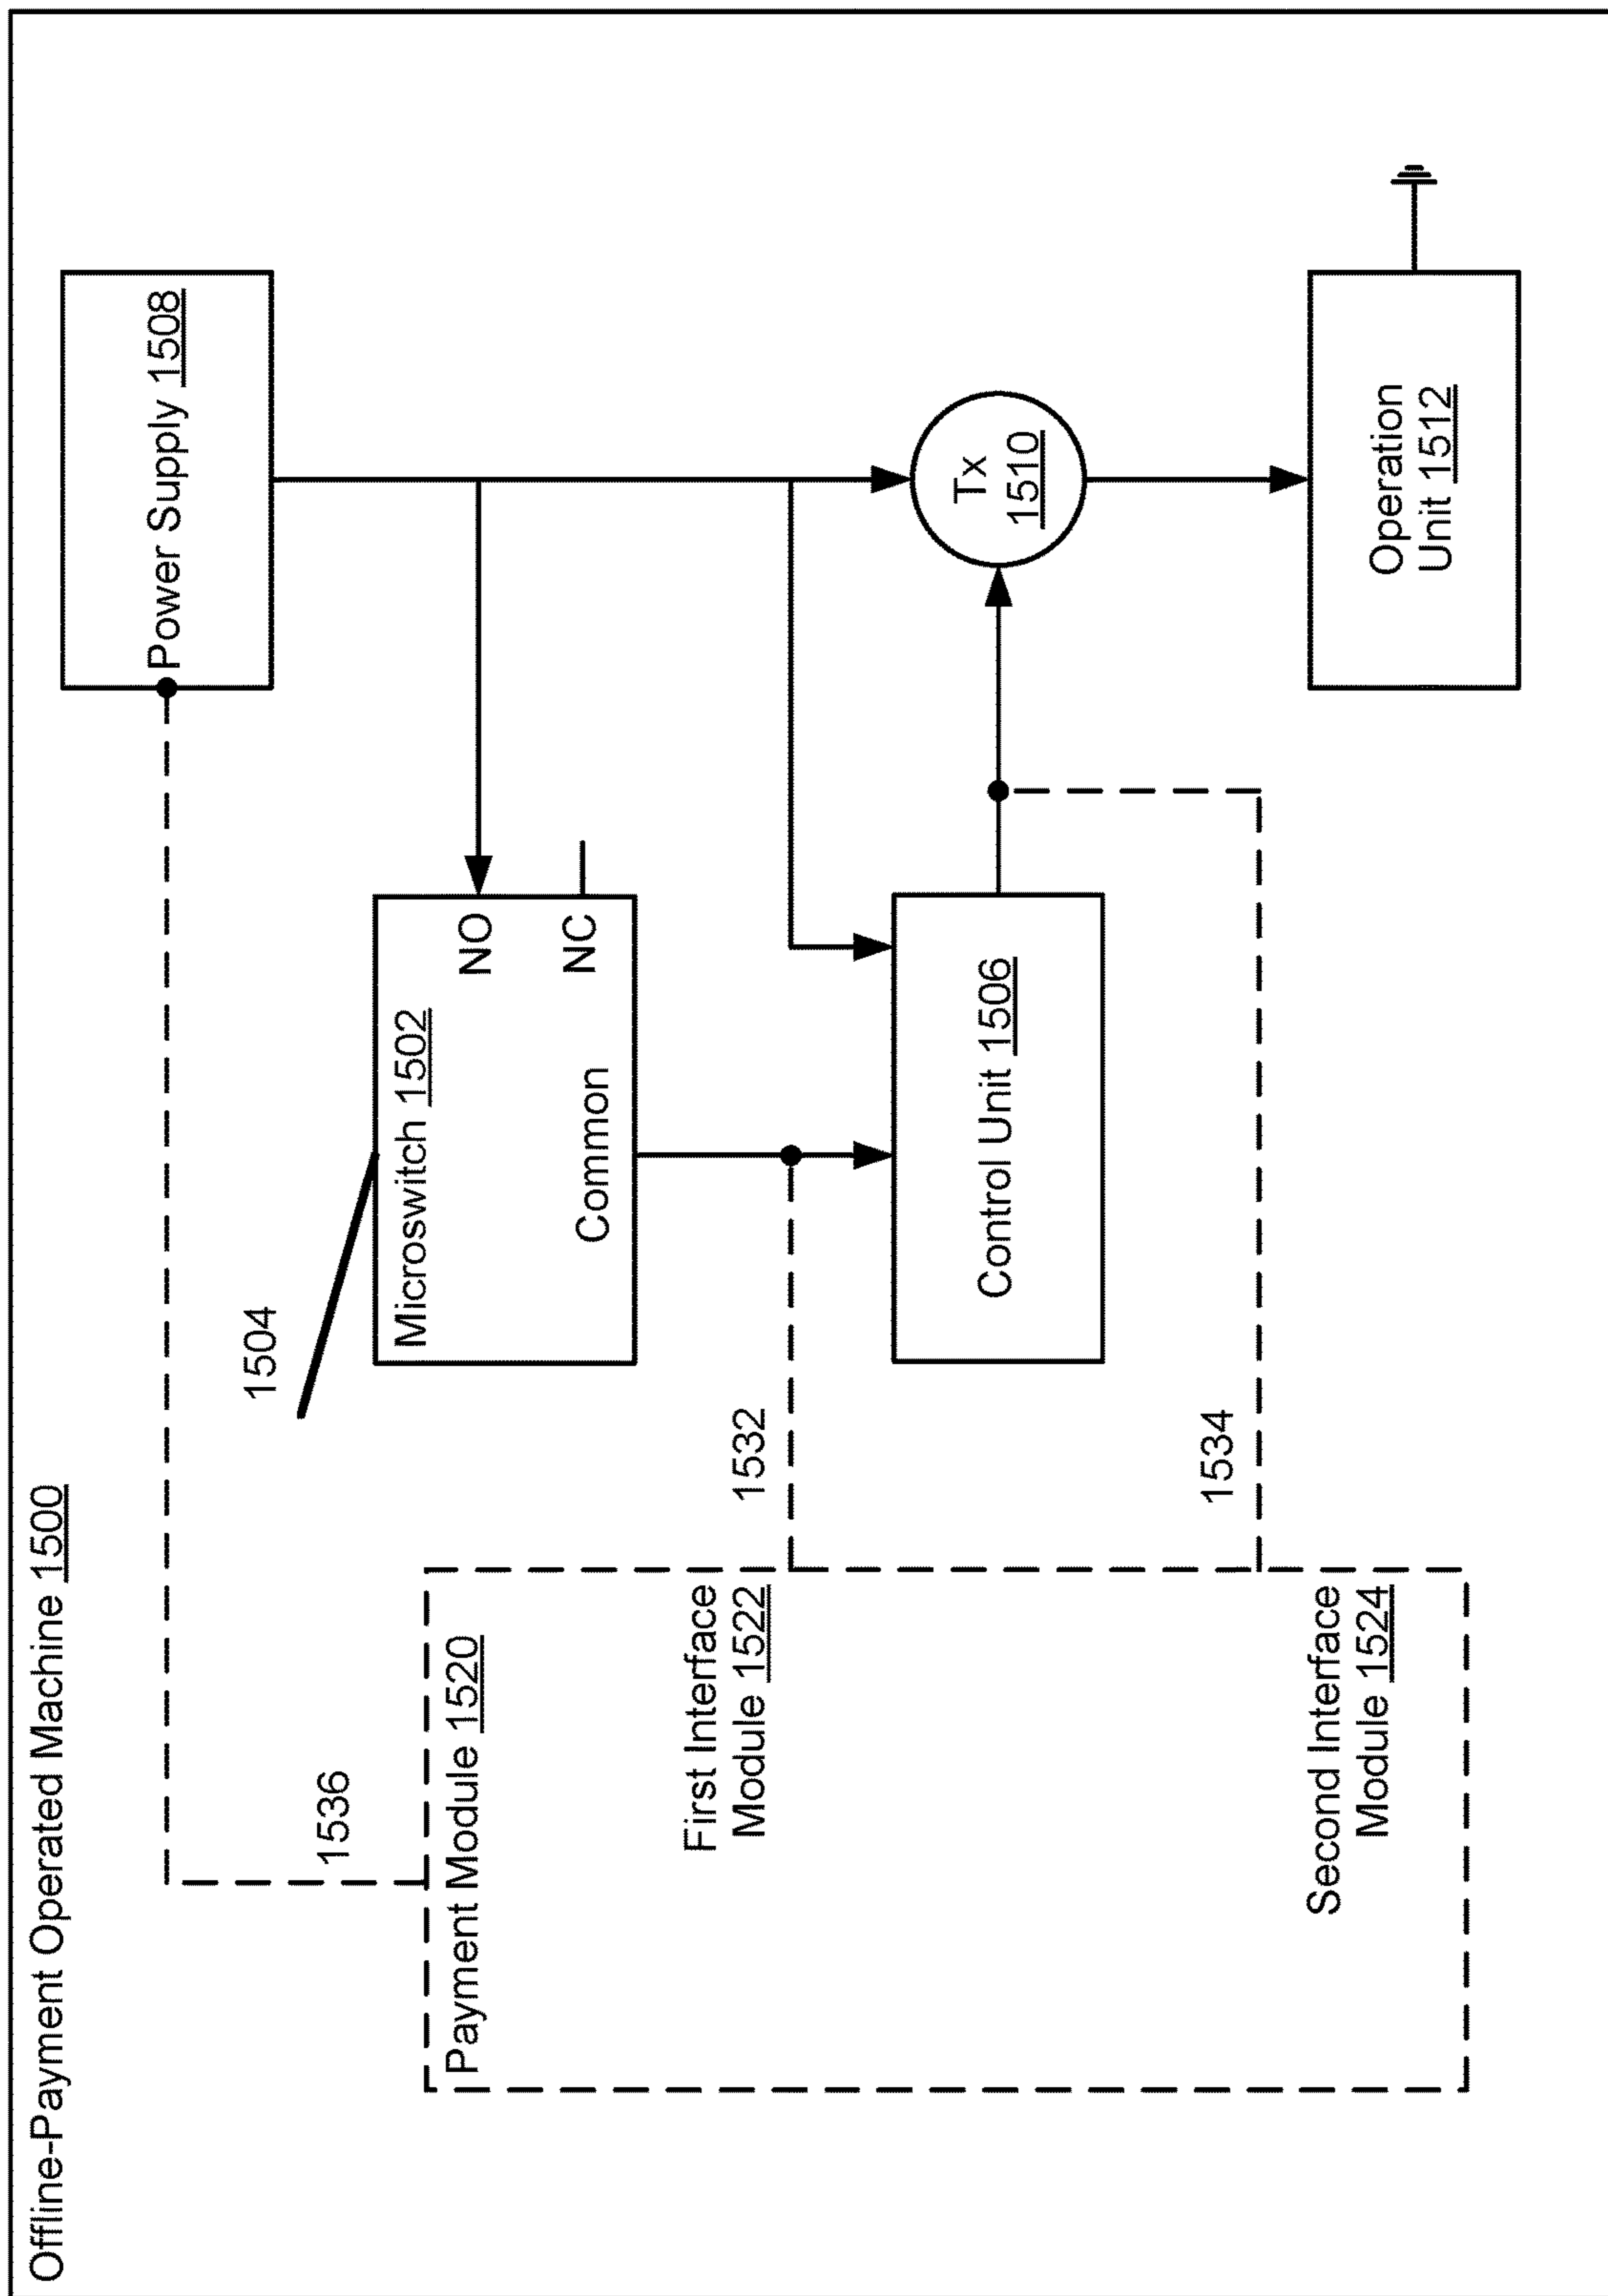 Offline-Payment Operated Machine 1500
Power Supply 1508
1536
1504
Microswitch 1502
NO
NC
Common
Payment Module 1520
First Interface
Module 1522
1532
Control Unit 1506
Tx
1510
1534
Second Interface
Module 1524
Operation
Unit 1512